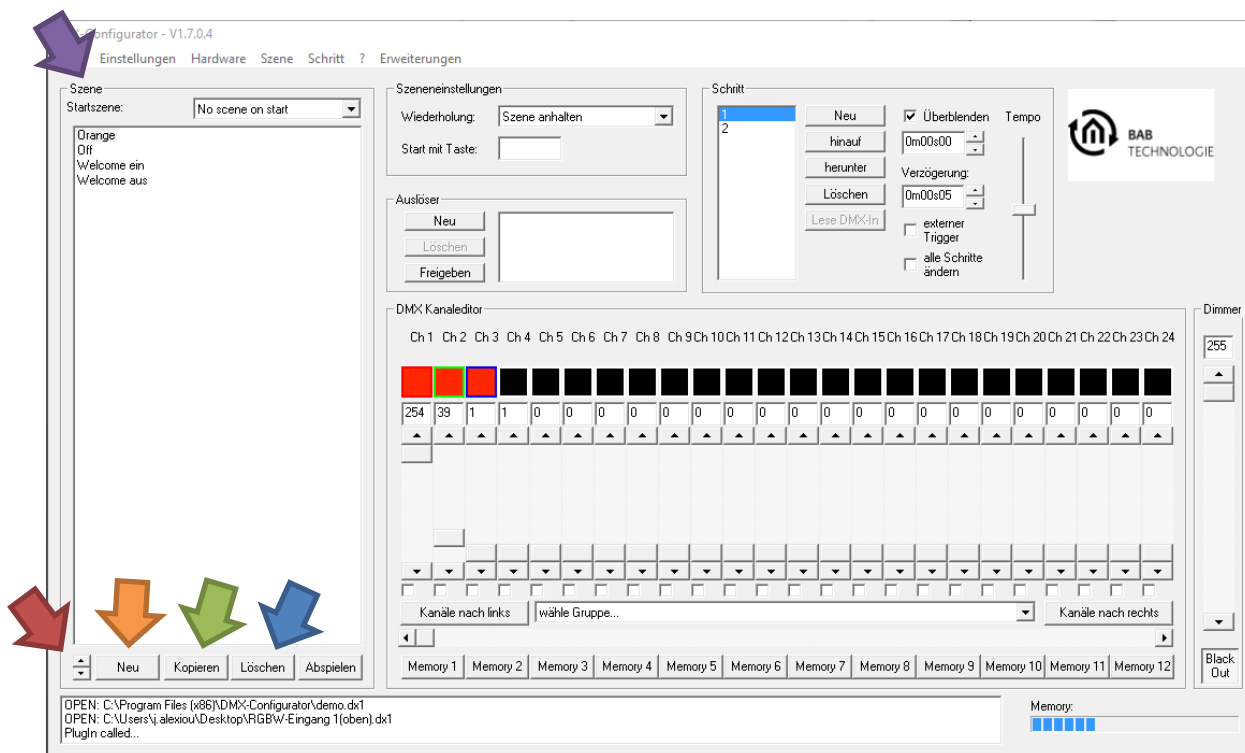 -Configurator - V1.7.0.4
Einstellungen Hardware Szene Schritt ? Erweiterungen
Szene
Startszene: No scene on start
Orange
Off
Welcome ein
Welcome aus
Neu Kopieren Löschen Abspielen
Szeneneinstellungen
Wiederholung: Szene anhalten
Start mit Taste:
Auslöser
Neu
Löschen
Freigeben
Schritt
1
2
Neu
hinauf
herunter
Löschen
Lese DMX-In
Überblenden
0m00s00
Verzögerung:
0m00s05
externer
Trigger
alle Schritte
ändern
Tempo
BAB
TECHNOLOGIE
DMX Kanaleditor
Ch 1 Ch 2 Ch 3 Ch 4 Ch 5 Ch 6 Ch 7 Ch 8 Ch 9 Ch 10 Ch 11 Ch 12 Ch 13 Ch 14 Ch 15 Ch 16 Ch 17 Ch 18 Ch 19 Ch 20 Ch 21 Ch 22 Ch 23 Ch 24
254 39 1 1 0 0 0 0 0 0 0 0 0 0 0 0 0 0 0 0 0 0 0 0
Kanäle nach links wähle Gruppe... Kanäle nach rechts
Memory 1 Memory 2 Memory 3 Memory 4 Memory 5 Memory 6 Memory 7 Memory 8 Memory 9 Memory 10 Memory 11 Memory 12
Dimmer
255
Black
Out
OPEN: C:\Program Files (x86)\DMX-Configurator\demo.dx1
OPEN: C:\Users\j.alexiou\Desktop\RGBW-Eingang 1(oben).dx1
PlugIn called...
Memory: